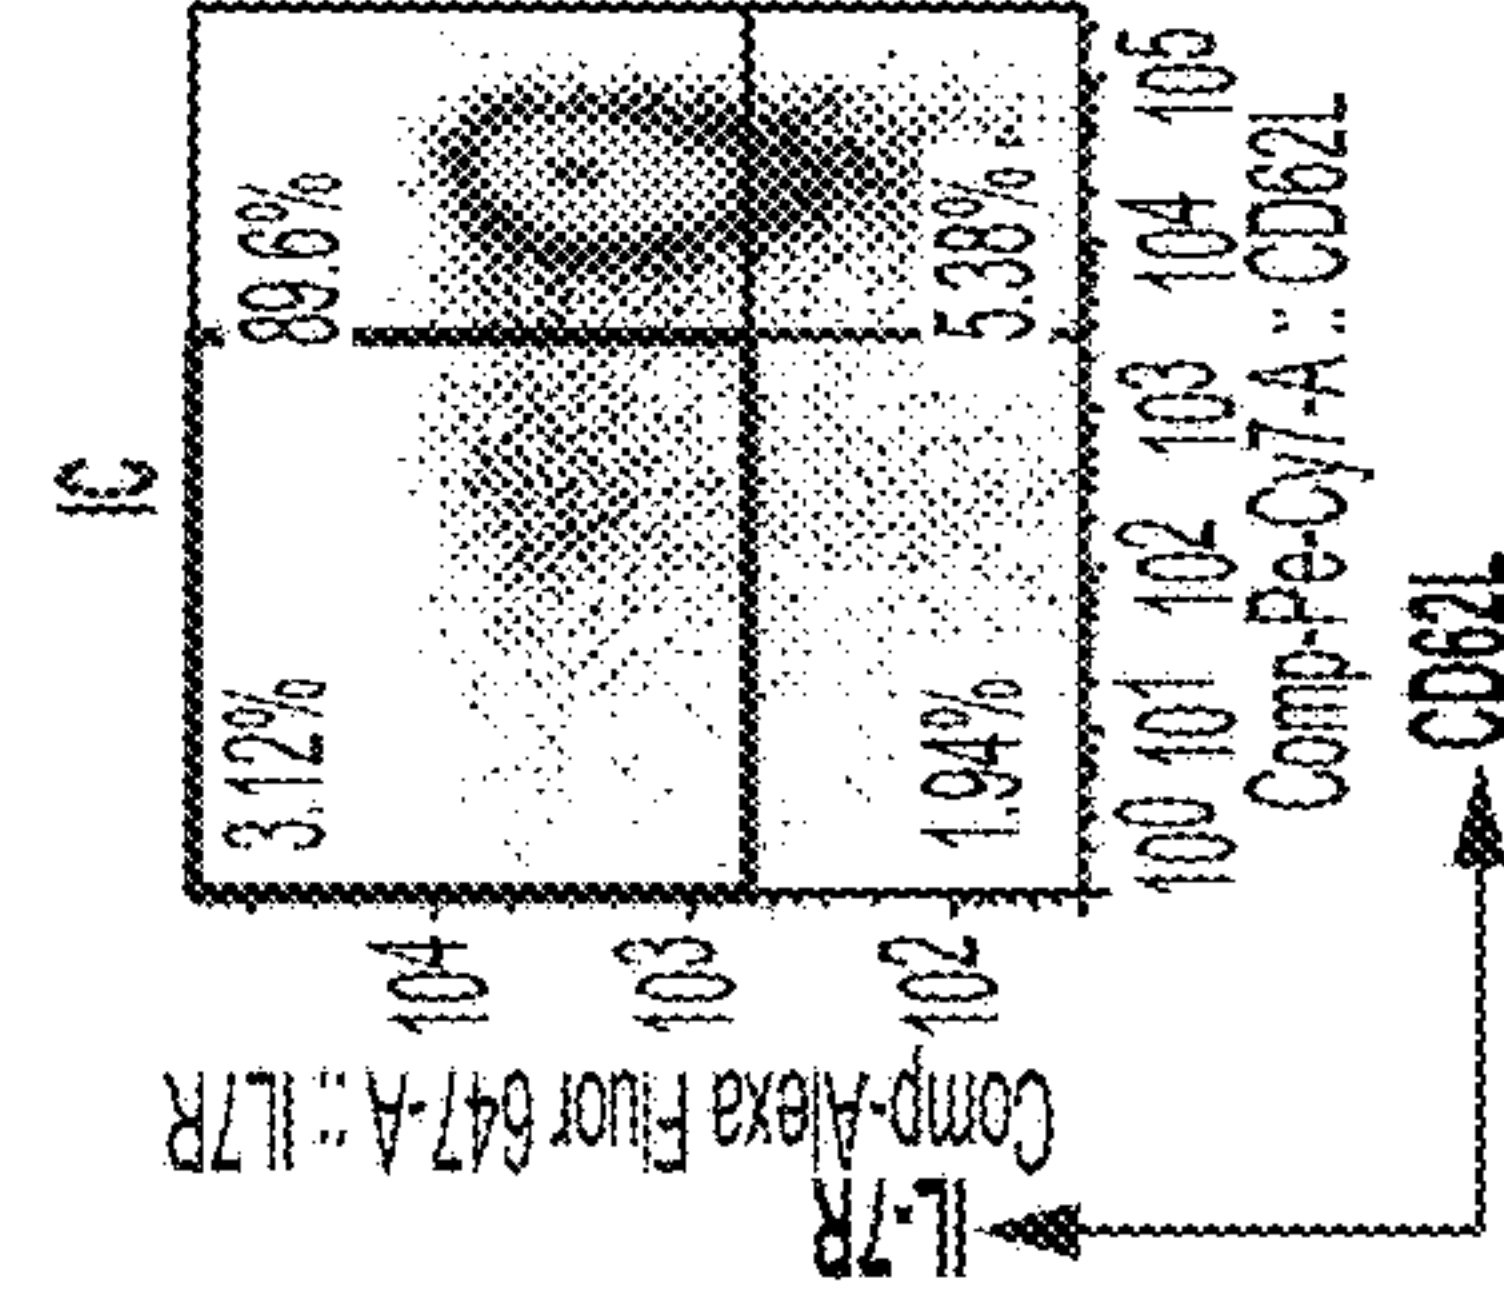 IC
3.12%
89.6%
1.94%
5.38%
104
103
102
100 101 102 103 104 105
Comp-Alexa Fluor 647-A :: IL7R
Comp-Pe-Cy7-A :: CD62L
IL-7R
CD62L